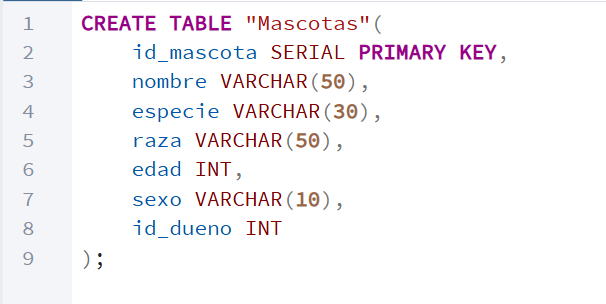 1 CREATE TABLE "Mascotas"(
2 id_mascota SERIAL PRIMARY KEY,
3 nombre VARCHAR(50),
4 especie VARCHAR(30),
5 raza VARCHAR(50),
6 edad INT,
7 sexo VARCHAR(10),
8 id_dueno INT
9 );